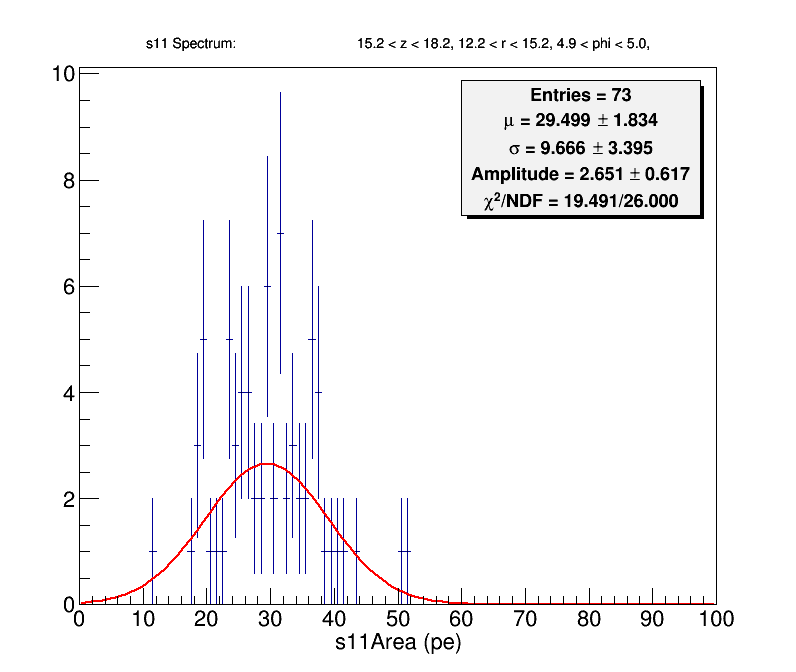 s11 Spectrum: 15.2 < z < 18.2, 12.2 < r < 15.2, 4.9 < phi < 5.0,
Entries = 73
μ = 29.499 ± 1.834
σ = 9.666 ± 3.395
Amplitude = 2.651 ± 0.617
χ²/NDF = 19.491/26.000
10
8
6
4
2
0
0 10 20 30 40 50 60 70 80 90 100
s11Area (pe)